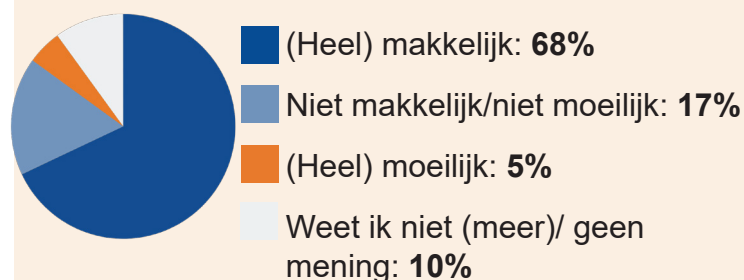 (Heel) makkelijk: 68%
Niet makkelijk/niet moeilijk: 17%
(Heel) moeilijk: 5%
Weet ik niet (meer)/ geen
mening: 10%